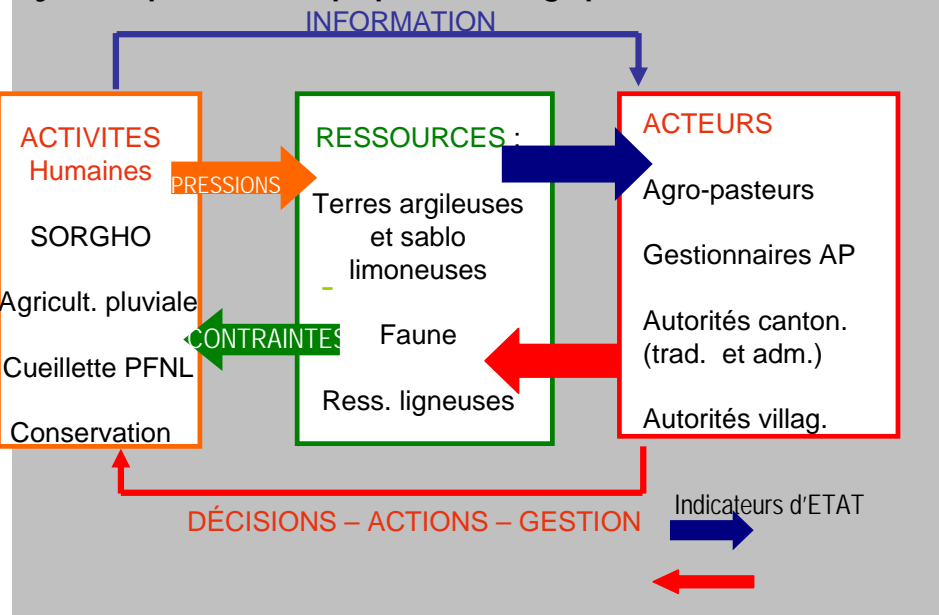 INFORMATION
ACTIVITES
Humaines
SORGHO
Agricult. pluviale
Cueillette PFNL
Conservation
PRESSIONS
CONTRAINTES
RESSOURCES :
Terres argileuses
et sablo
limoneuses
-
Faune
Ress. ligneuses
ACTEURS
Agro-pasteurs
Gestionnaires AP
Autorités canton.
(trad. et adm.)
Autorités villag.
DÉCISIONS – ACTIONS – GESTION
Indicateurs d’ETAT